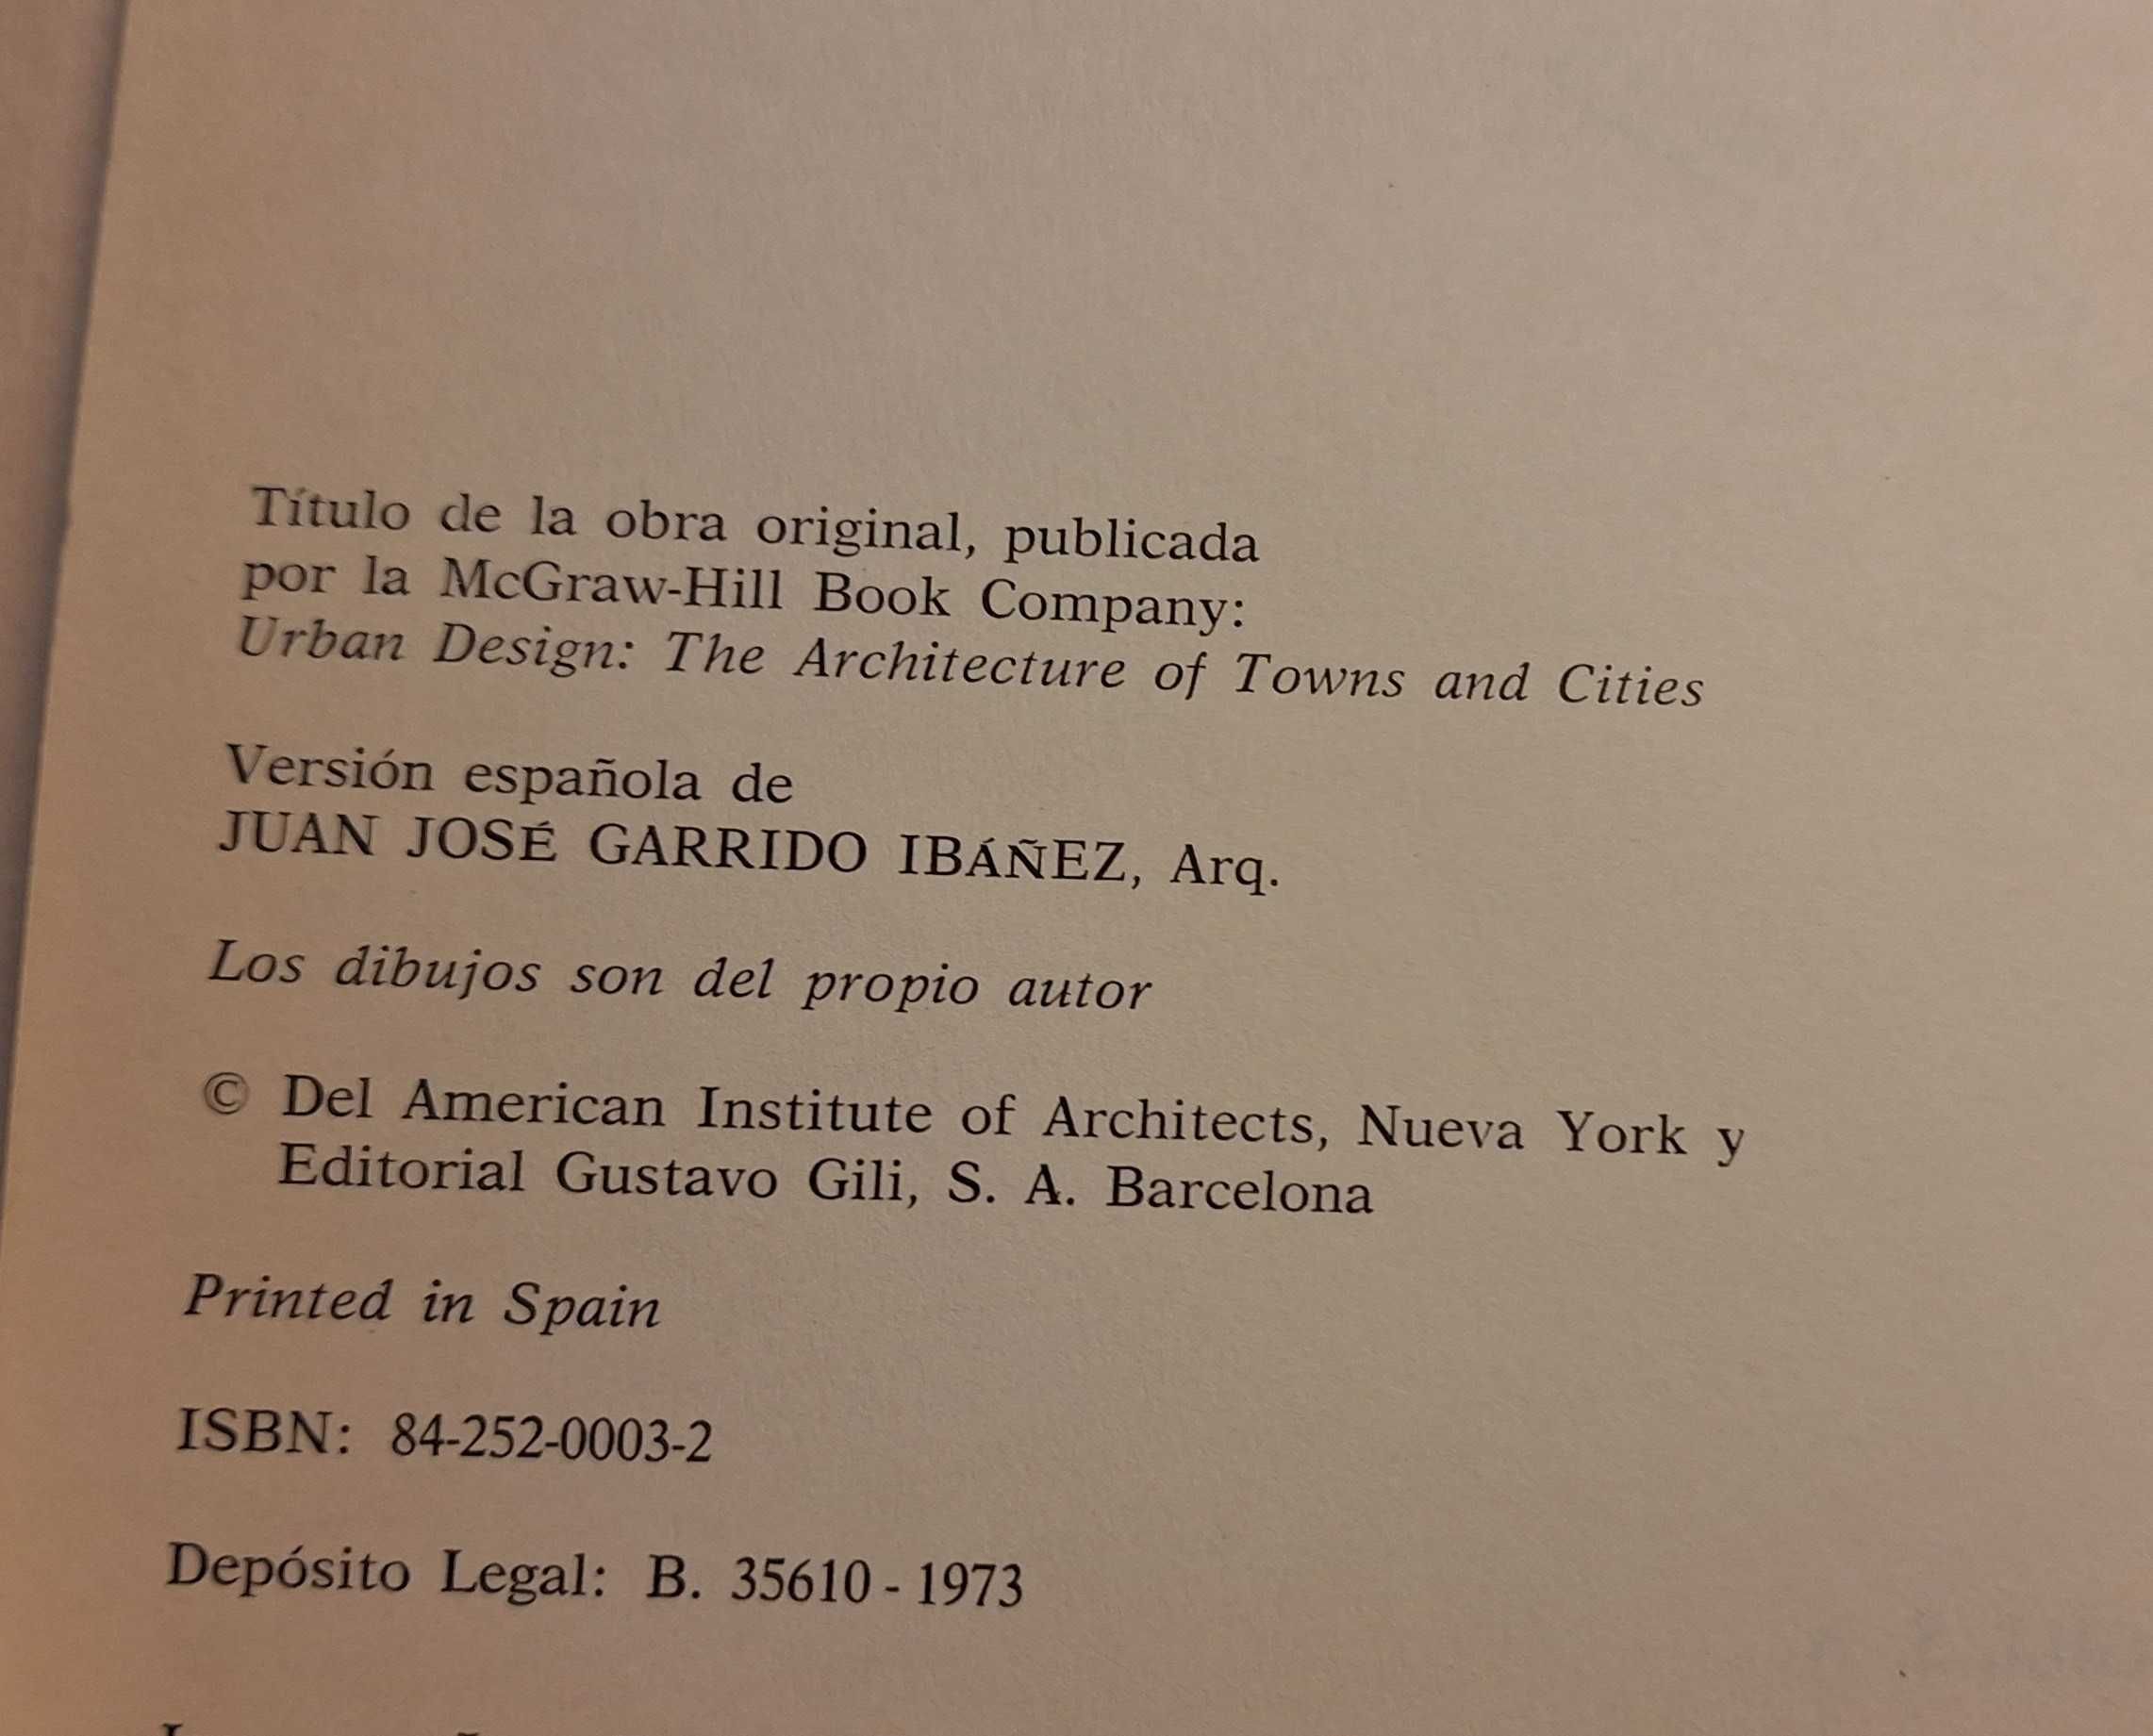 Título de la obra original, publicada
por la McGraw-Hill Book Company:
Urban Design: The Architecture of Towns and Cities
Versión española de
JUAN JOSÉ GARRIDO IBÁÑEZ, Arq.
Los dibujos son del propio autor
© Del American Institute of Architects, Nueva York y
Editorial Gustavo Gili, S. A. Barcelona
Printed in Spain
ISBN: 84-252-0003-2
Depósito Legal: B. 35610 - 1973